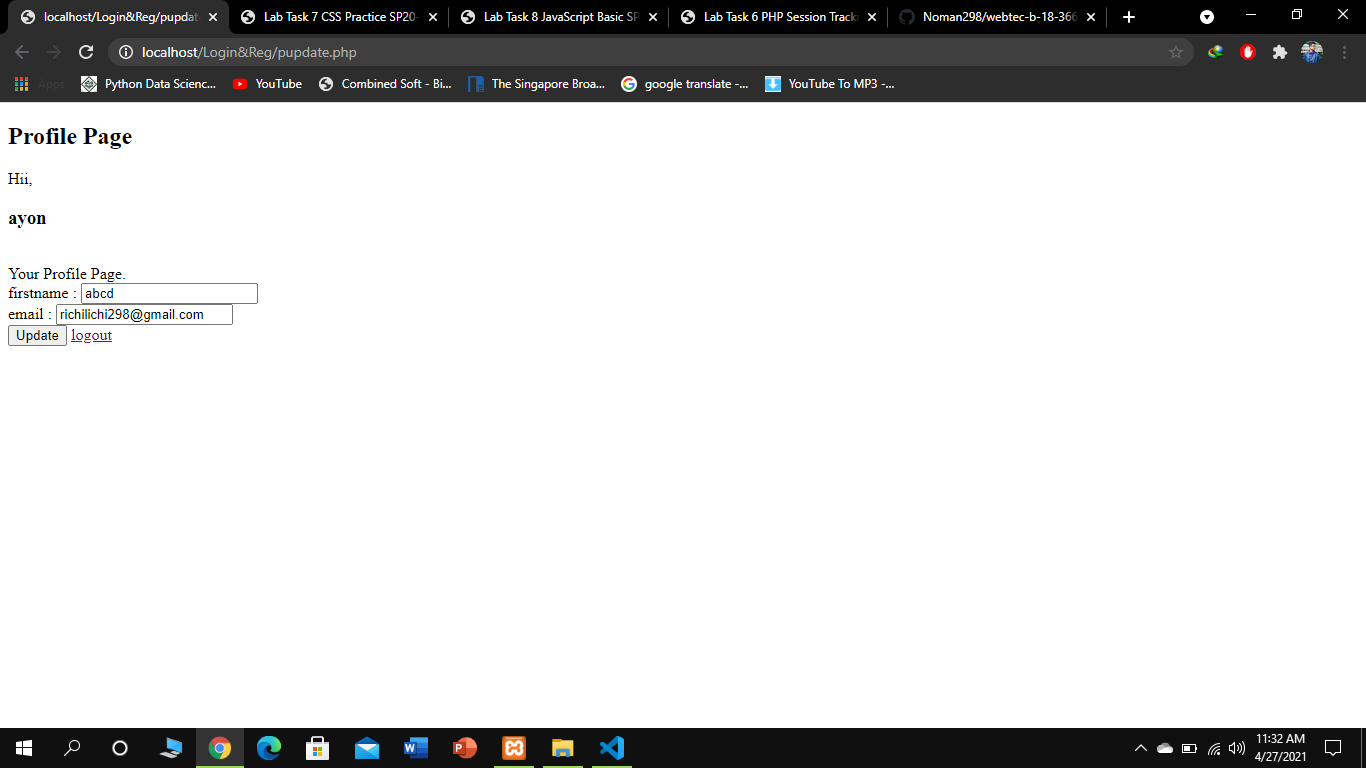 localhost/Login&Reg/pupdate
Lab Task 7 CSS Practice SP20-
Lab Task 8 JavaScript Basic SP
Lab Task 6 PHP Session Track
Noman298/webtec-b-18-366
localhost/Login&Reg/pupdate.php
Apps
Python Data Scienc...
YouTube
Combined Soft - Bi...
The Singapore Broa...
google translate -...
YouTube To MP3 -...
Profile Page
Hii,
ayon
Your Profile Page.
firstname : abcd
email : richilichi298@gmail.com
Update logout
11:32 AM
4/27/2021